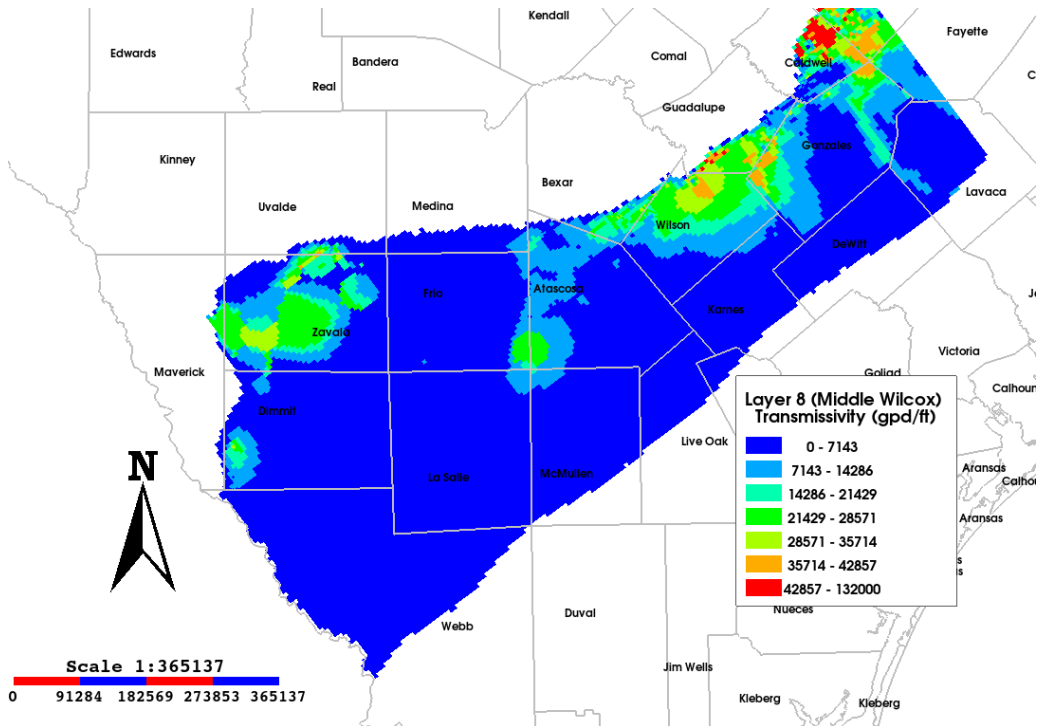 Kendall
Fayette
Edwards
Bandera
Comal
Caldwell
Real
Guadalupe
Gonzales
Kinney
Bexar
Lavaca
Uvalde
Medina
Wilson
DeWitt
Atascosa
Frio
Karnes
Zavala
Victoria
Maverick
Goliad
Calhoun
Dimmit
Live Oak
La Salle
McMullen
Aransas
Calhou
Aransas
Layer 8 (Middle Wilcox)
Transmissivity (gpd/ft)
0 - 7143
7143 - 14286
14286 - 21429
21429 - 28571
28571 - 35714
35714 - 42857
42857 - 132000
N
Nueces
Duval
Webb
Jim Wells
Kleberg
Kleberg
Scale 1:365137
0 91284 182569 273853 365137